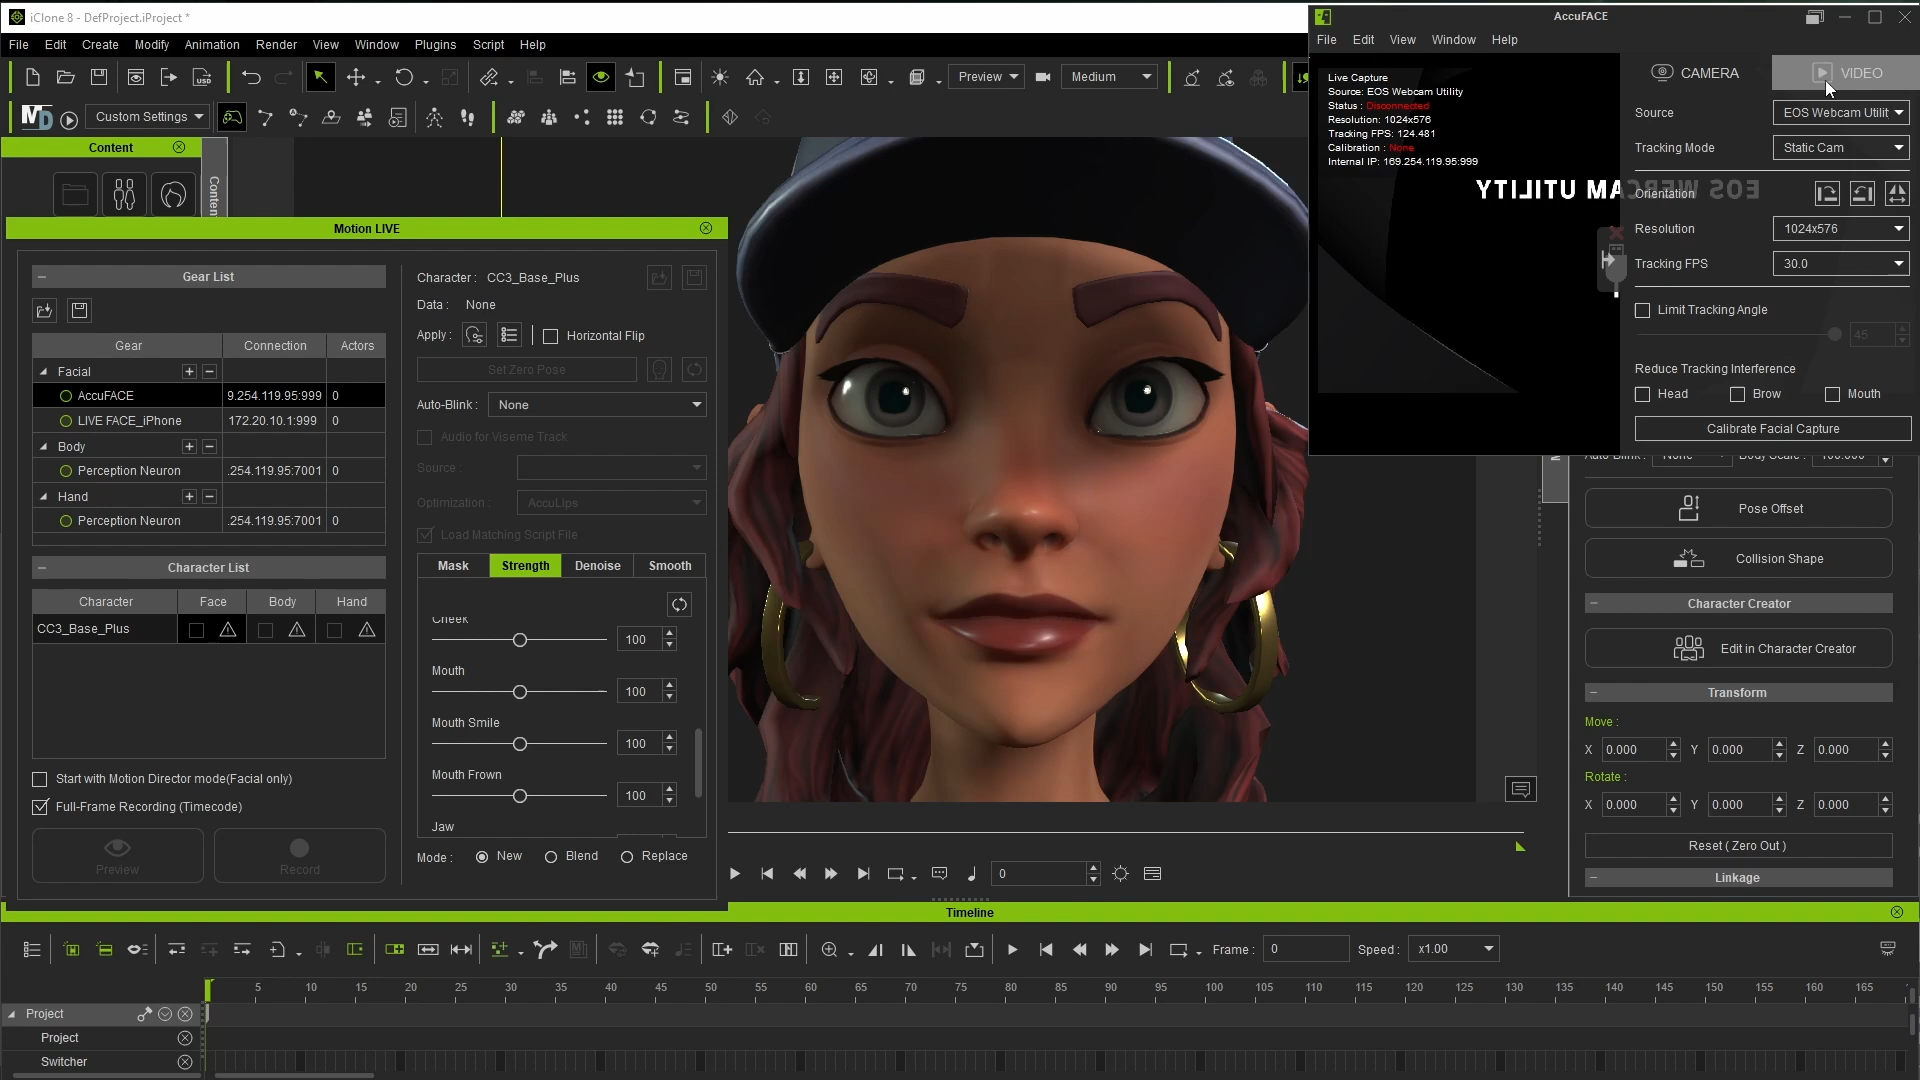 iClone 8 - DefProject.iProject *
File Edit Create Modify Animation Render View Window Plugins Script Help
Preview Medium
Custom Settings
Content
Content
Motion LIVE
Gear List
Gear Connection Actors
Facial
AccuFACE 9.254.119.95:999 0
LIVE FACE_iPhone 172.20.10.1:999 0
Body
Perception Neuron .254.119.95:7001 0
Hand
Perception Neuron .254.119.95:7001 0
Character List
Character Face Body Hand
CC3_Base_Plus
Start with Motion Director mode(Facial only)
Full-Frame Recording (Timecode)
Preview Record
Character : CC3_Base_Plus
Data : None
Apply : Horizontal Flip
Set Zero Pose
Auto-Blink : None
Audio for Viseme Track
Source :
Optimization : AccuLips
Load Matching Script File
Mask Strength Denoise Smooth
Cheek
100
Mouth
100
Mouth Smile
100
Mouth Frown
100
Jaw
Mode : New Blend Replace
AccuFACE
File Edit View Window Help
Live Capture
Source: EOS Webcam Utility
Status : Disconnected
Resolution: 1024x576
Tracking FPS: 124.481
Calibration : None
Internal IP: 169.254.119.95:999
EOS WEBCAM UTILITY
CAMERA VIDEO
Source EOS Webcam Utilit
Tracking Mode Static Cam
Orientation
Resolution 1024x576
Tracking FPS 30.0
Limit Tracking Angle
45
Reduce Tracking Interference
Head Brow Mouth
Calibrate Facial Capture
Auto-Blink : None Body Scale : 100.000
Pose Offset
Collision Shape
Character Creator
Edit in Character Creator
Transform
Move :
X 0.000 Y 0.000 Z 0.000
Rotate :
X 0.000 Y 0.000 Z 0.000
Reset ( Zero Out )
Linkage
0
Timeline
Frame : 0 Speed : x1.00
5 10 15 20 25 30 35 40 45 50 55 60 65 70 75 80 85 90 95 100 105 110 115 120 125 130 135 140 145 150 155 160 165
Project
Project
Switcher